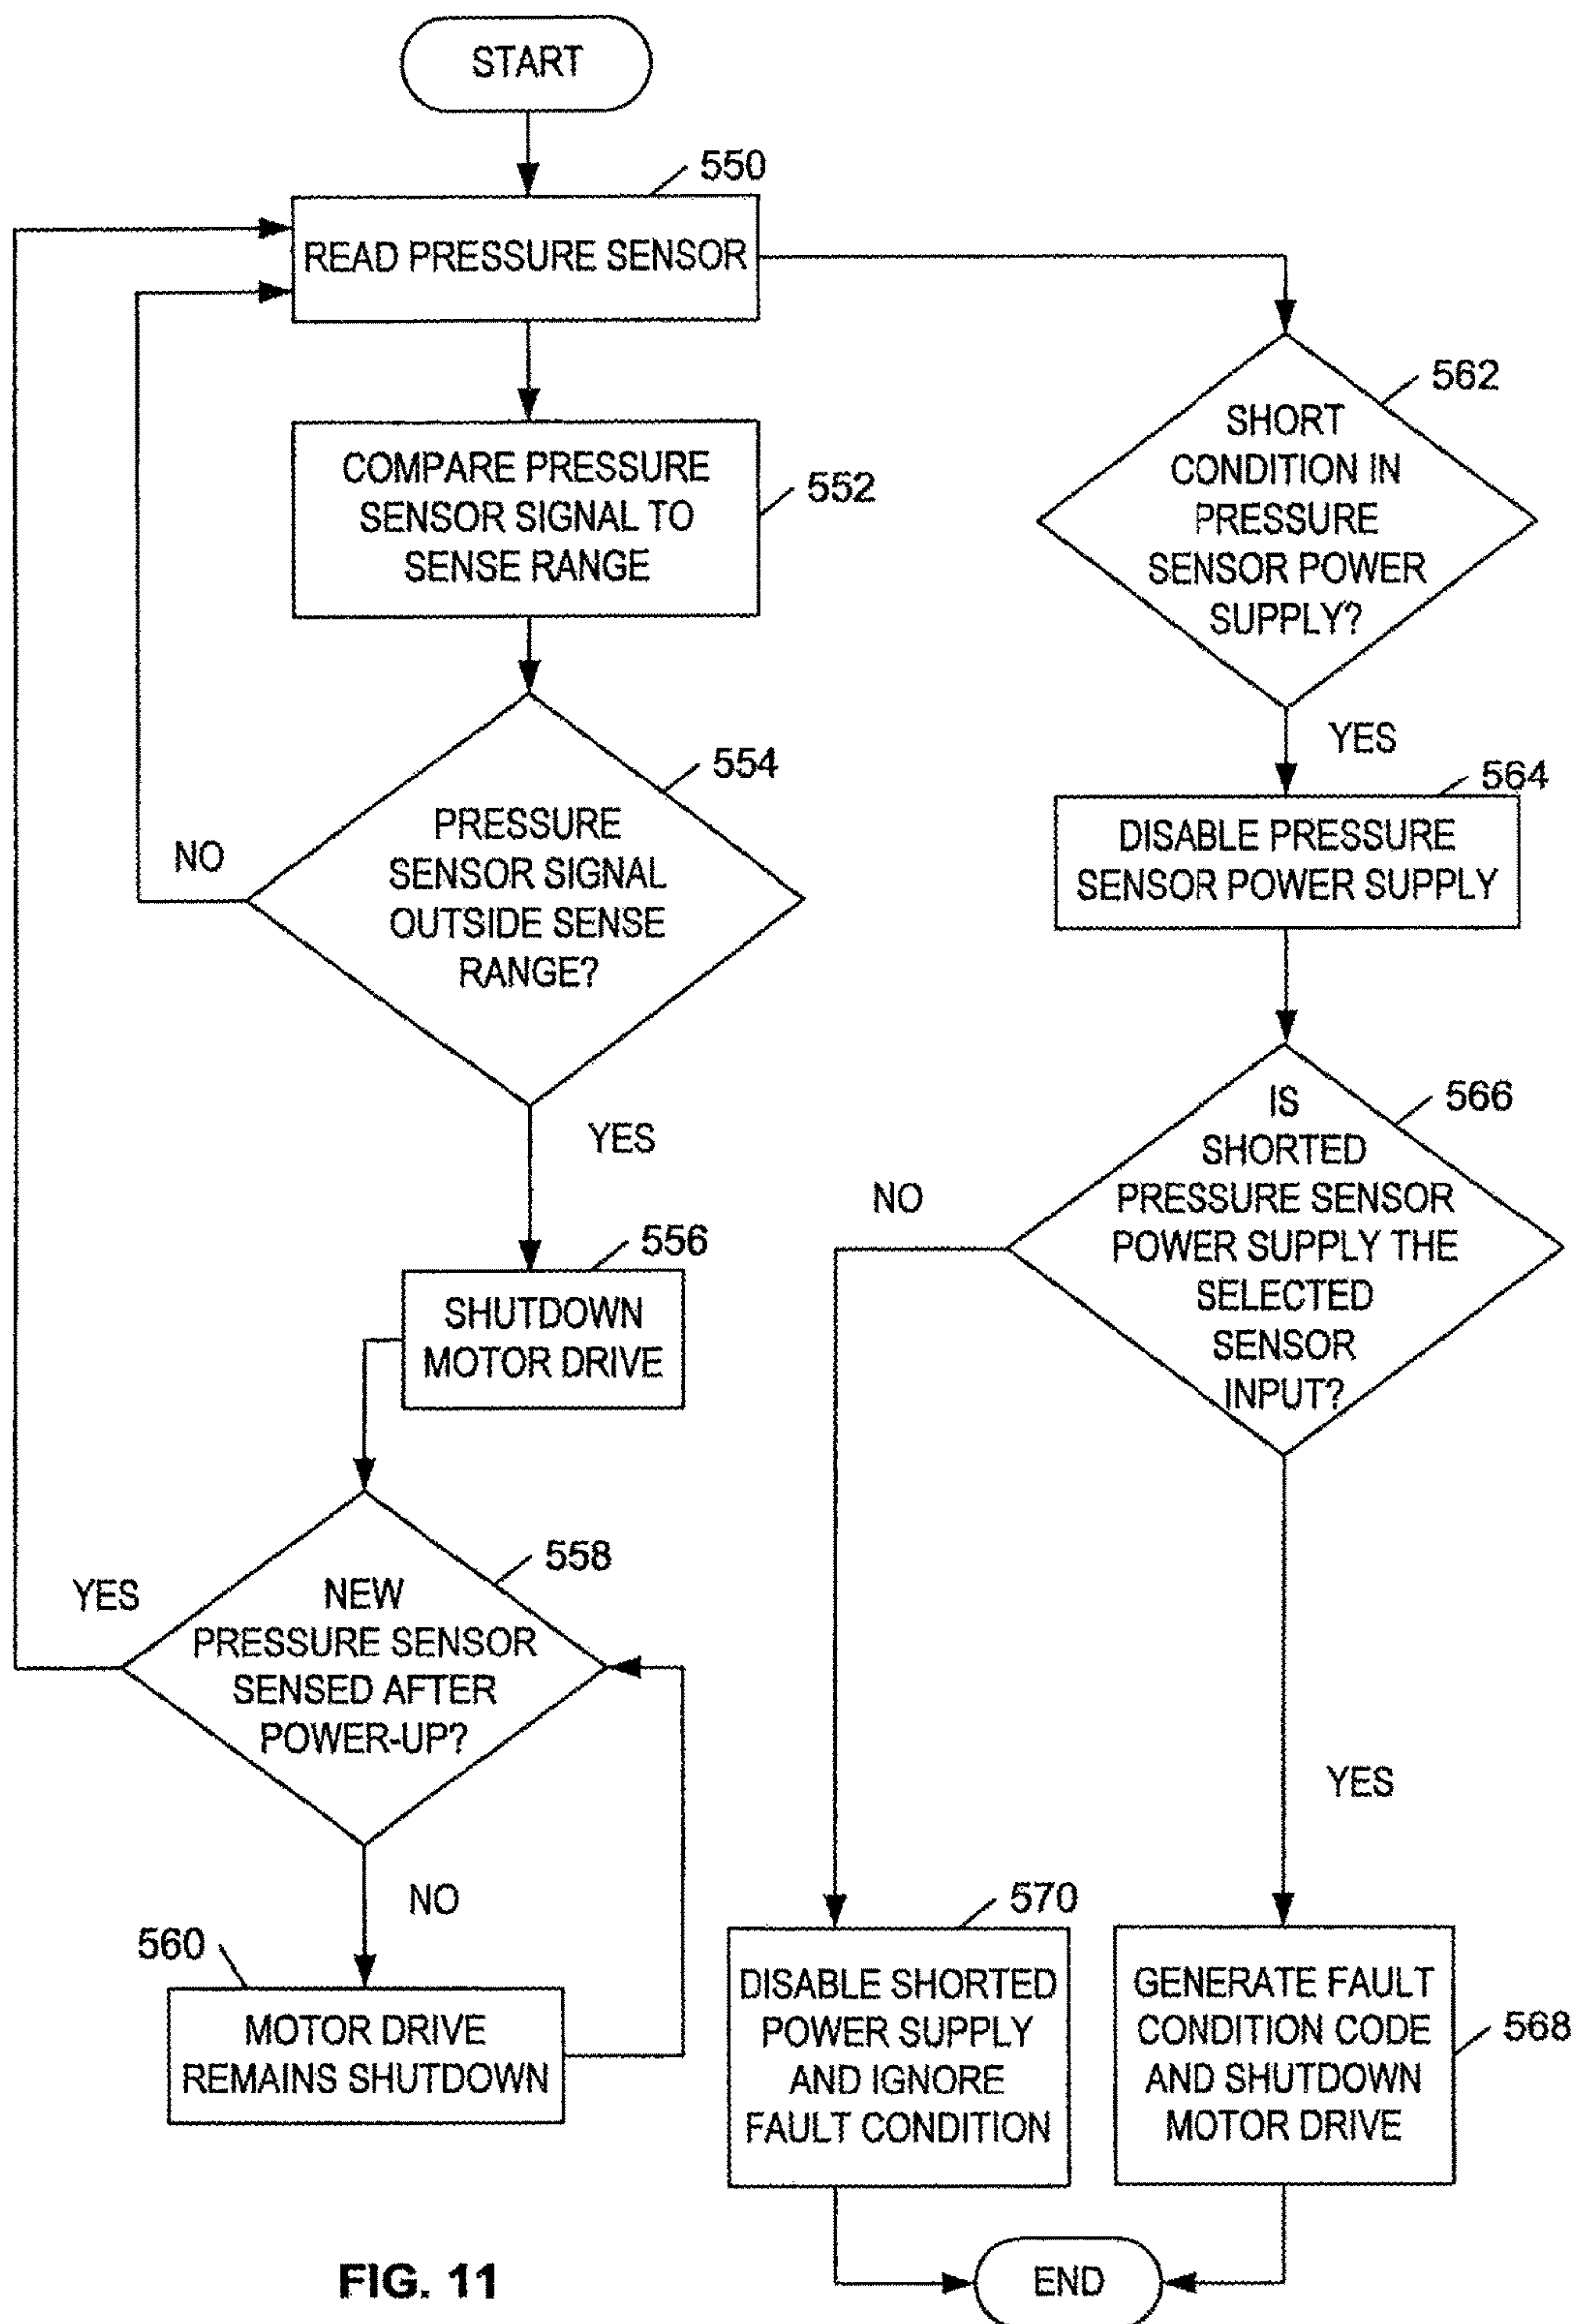 START
550
READ PRESSURE SENSOR
COMPARE PRESSURE
SENSOR SIGNAL TO
SENSE RANGE
552
554
PRESSURE
SENSOR SIGNAL
OUTSIDE SENSE
RANGE?
NO
YES
556
SHUTDOWN
MOTOR DRIVE
558
NEW
PRESSURE SENSOR
SENSED AFTER
POWER-UP?
YES
NO
560
MOTOR DRIVE
REMAINS SHUTDOWN
562
SHORT
CONDITION IN
PRESSURE
SENSOR POWER
SUPPLY?
YES
564
DISABLE PRESSURE
SENSOR POWER SUPPLY
566
IS
SHORTED
PRESSURE SENSOR
POWER SUPPLY THE
SELECTED
SENSOR
INPUT?
NO
YES
570
DISABLE SHORTED
POWER SUPPLY
AND IGNORE
FAULT CONDITION
GENERATE FAULT
CONDITION CODE
AND SHUTDOWN
MOTOR DRIVE
568
END
FIG. 11